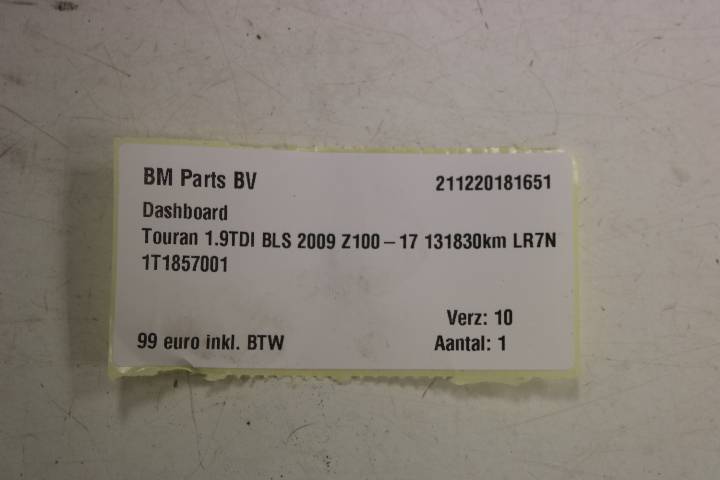 BM Parts BV 211220181651
Dashboard
Touran 1.9TDI BLS 2009 Z100-17 131830km LR7N
1T1857001
Verz: 10
99 euro inkl. BTW Aantal: 1